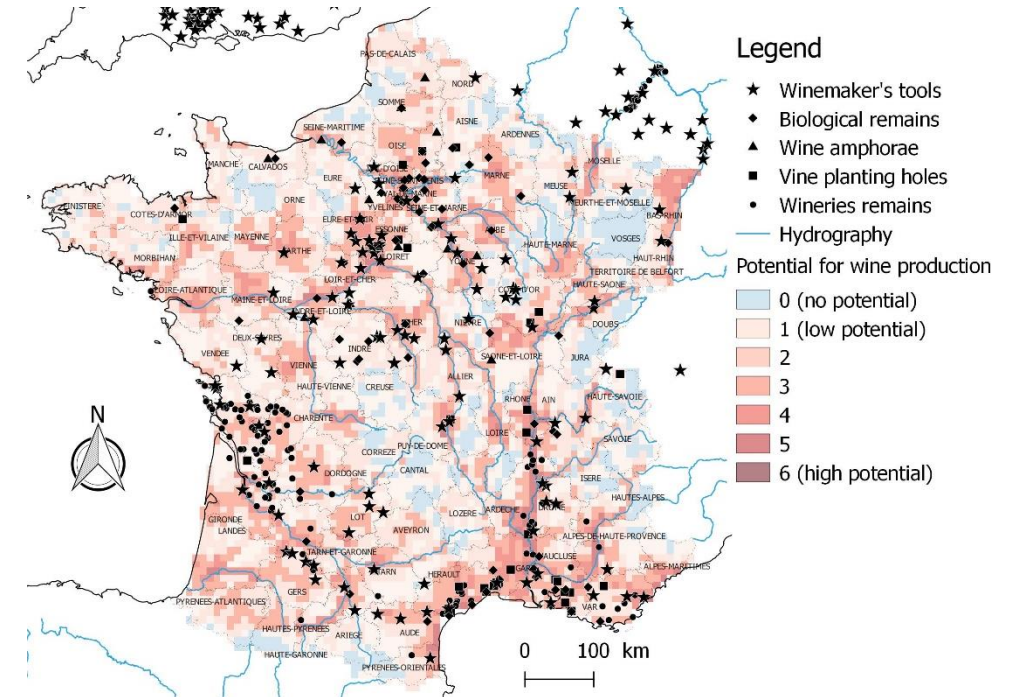 Legend
Winemaker's tools
Biological remains
Wine amphorae
Vine planting holes
Wineries remains
Hydrography
Potential for wine production
0 (no potential)
1 (low potential)
2
3
4
5
6 (high potential)
PAS-DE-CALAIS
NORD
SOMME
AISNE
SEINE-MARITIME
ARDENNES
OISE
MANCHE
CALVADOS
EURE
MARNE
MOSELLE
MEUSE
ORNE
YVELINES
SEINE-ET-MARNE
MEURTHE-ET-MOSELLE
BAS-RHIN
FINISTERE
COTES-D'ARMOR
EURE-ET-LOIR
ESSONNE
AUBE
VOSGES
ILLE-ET-VILAINE
MAYENNE
SARTHE
LOIRET
HAUTE-MARNE
HAUT-RHIN
MORBIHAN
LOIR-ET-CHER
YONNE
TERRITOIRE DE BELFORT
LOIRE-ATLANTIQUE
MAINE-ET-LOIRE
INDRE-ET-LOIRE
COTE-D'OR
HAUTE-SAONE
CHER
NIEVRE
DOUBS
DEUX-SEVRES
INDRE
SAONE-ET-LOIRE
JURA
VENDEE
VIENNE
HAUTE-VIENNE
CREUSE
ALLIER
N
RHONE
AIN
HAUTE-SAVOIE
CHARENTE
LOIRE
PUY-DE-DOME
SAVOIE
CORREZE
CANTAL
DORDOGNE
ISERE
HAUTES-ALPES
LOZERE
ARDECHE
DROME
GIRONDE
LANDES
LOT
AVEYRON
ALPES-DE-HAUTE-PROVENCE
TARN-ET-GARONNE
VAUCLUSE
GARD
ALPES-MARITIMES
TARN
HERAULT
GERS
VAR
PYRENEES-ATLANTIQUES
HAUTES-PYRENEES
AUDE
ARIEGE
HAUTE-GARONNE
PYRENEES-ORIENTALES
0 100 km